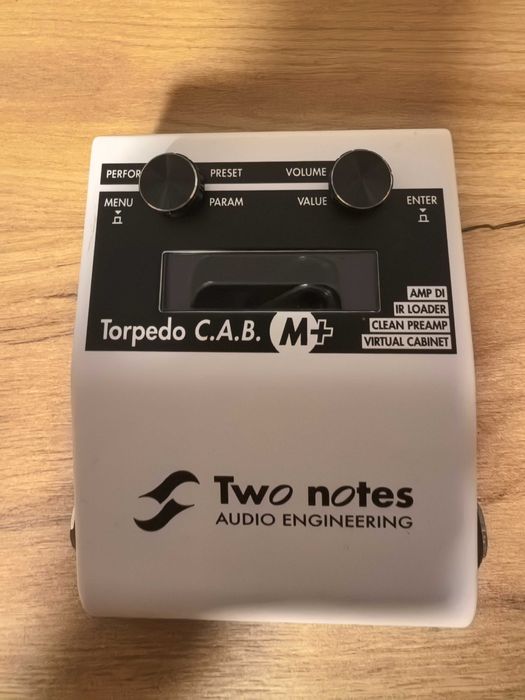 PERFOR PRESET VOLUME
MENU PARAM VALUE ENTER
AMP DI
IR LOADER
CLEAN PREAMP
VIRTUAL CABINET
Torpedo C.A.B. M+
Two notes
AUDIO ENGINEERING